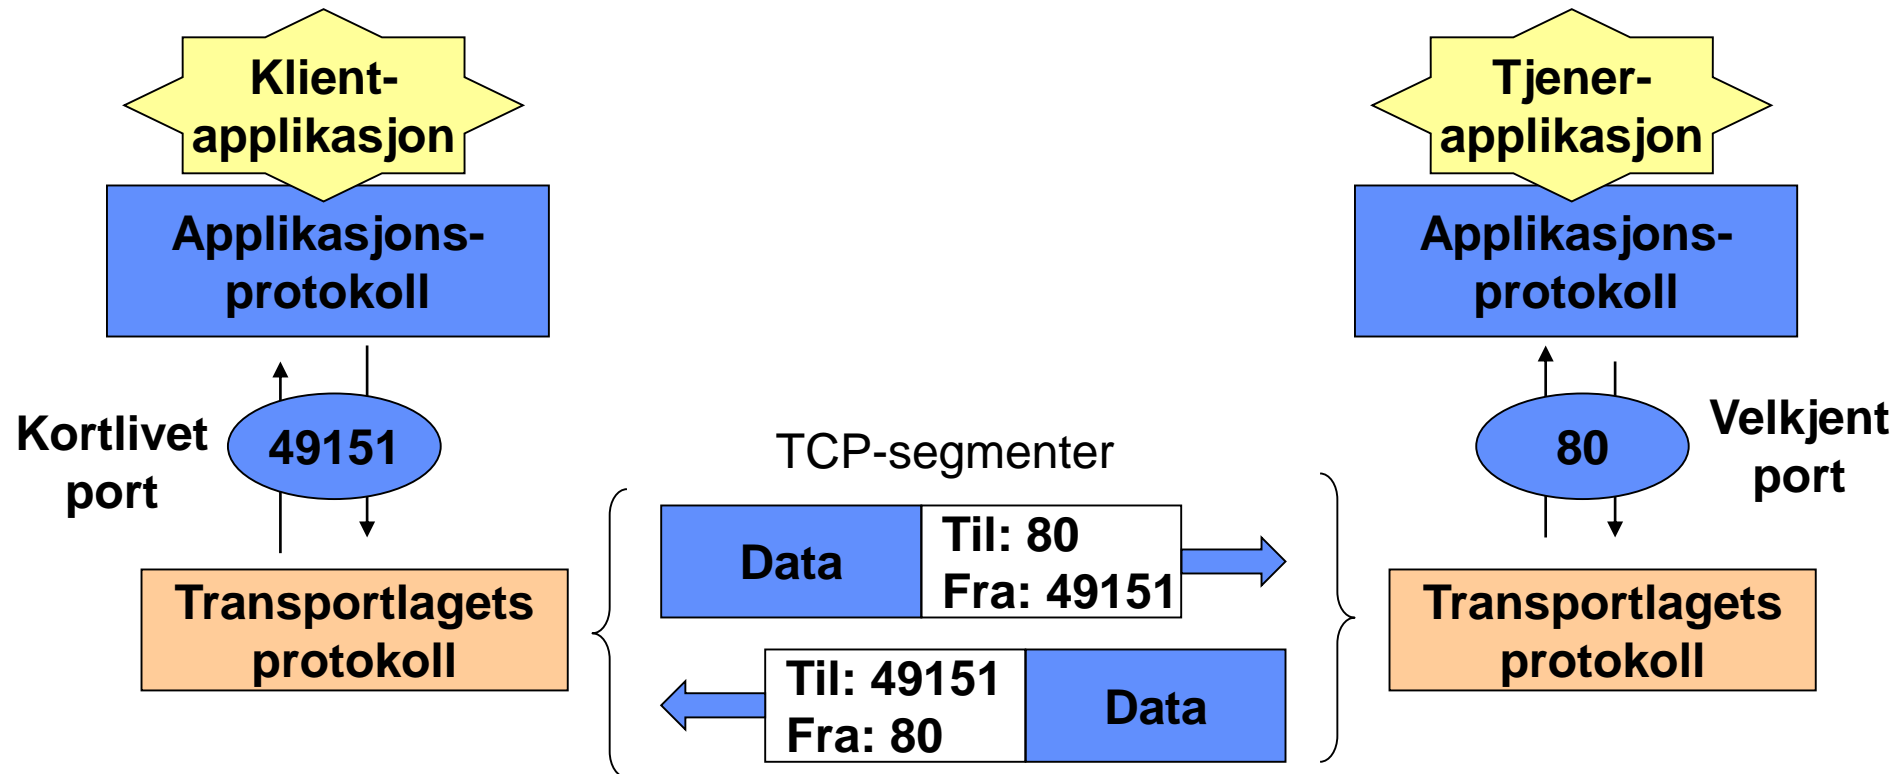 Klient-
applikasjon
Applikasjons-
protokoll
Kortlivet
port
49151
Transportlagets
protokoll
TCP-segmenter
Data
Til: 80
Fra: 49151
Til: 49151
Fra: 80
Data
Tjener-
applikasjon
Applikasjons-
protokoll
80
Velkjent
port
Transportlagets
protokoll